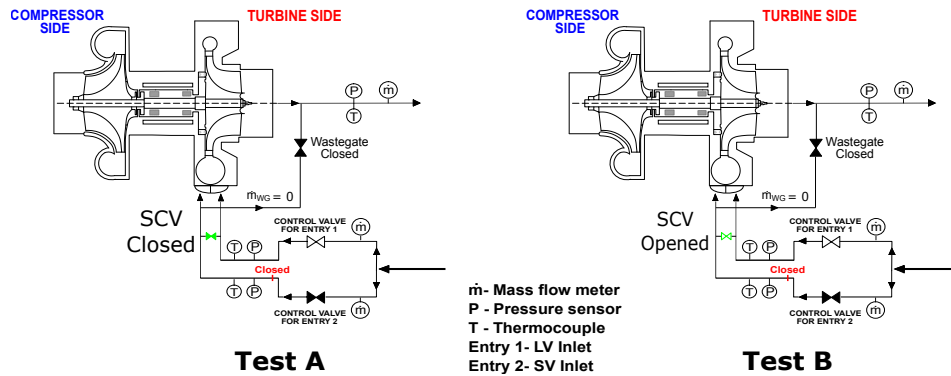 COMPRESSOR
SIDE
TURBINE
SIDE
P
ṁ
T
Wastegate
Closed
ṁWG = 0
SCV
Closed
CONTROL VALVE
FOR ENTRY 1
ṁ
T
P
Closed
T
P
CONTROL VALVE
FOR ENTRY 2
ṁ
Test A
ṁ- Mass flow meter
P - Pressure sensor
T - Thermocouple
Entry 1- LV Inlet
Entry 2- SV Inlet
COMPRESSOR
SIDE
TURBINE
SIDE
P
ṁ
T
Wastegate
Closed
ṁWG = 0
SCV
Opened
CONTROL VALVE
FOR ENTRY 1
ṁ
T
P
Closed
T
P
CONTROL VALVE
FOR ENTRY 2
ṁ
Test B